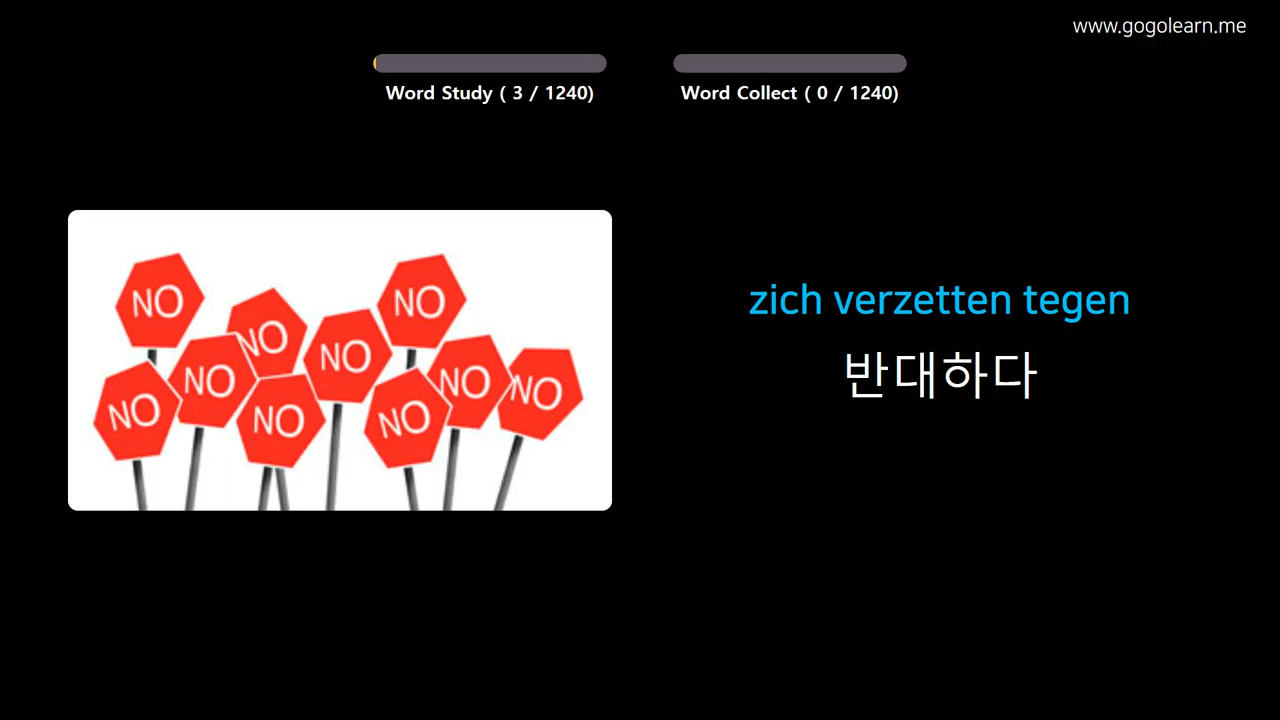 www.gogolearn.me
Word Study ( 3 / 1240)
Word Collect ( 0 / 1240)
NO
NO
NO
NO
NO
NO
NO
NO
NO
NO
zich verzetten tegen
반대하다